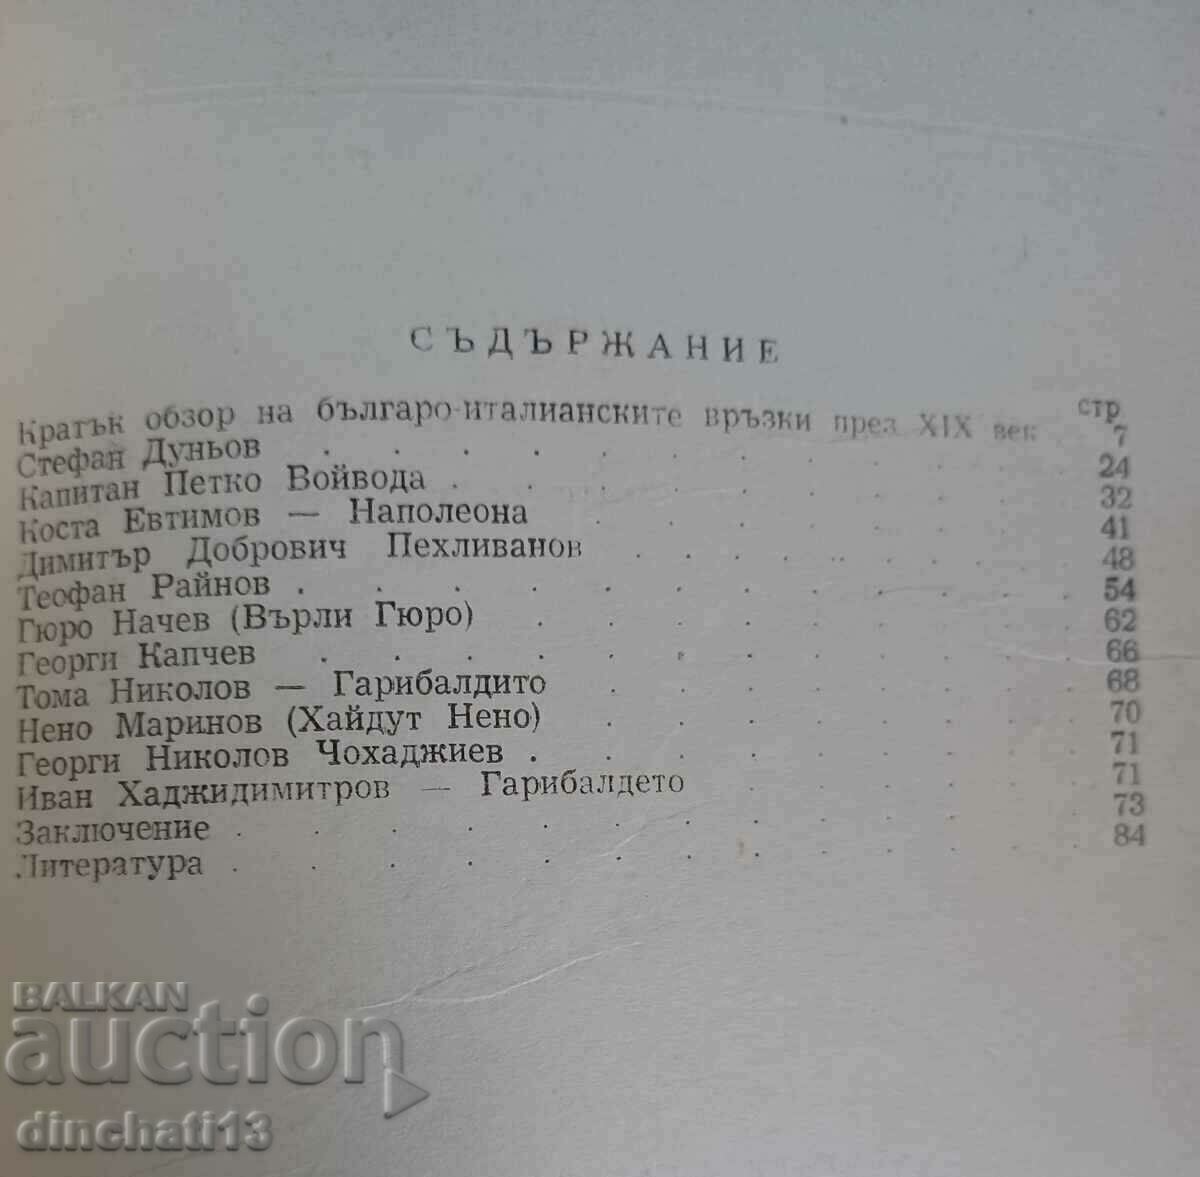 СЪДЪРЖАНИЕ
стр.
Кратък обзор на българо-италианските връзки през XIX век 7
Стефан Дуньов . . . . . . . . . . . 24
Капитан Петко Войвода . . . . . . . . . 32
Коста Евтимов — Наполеона . . . . . . . 41
Димитър Добрович Пехливанов . . . . . . . 48
Теофан Райнов . . . . . . . . . . . 54
Гюро Начев (Върли Гюро) . . . . . . . . 62
Георги Капчев . . . . . . . . . . . 66
Тома Николов — Гарибалдито . . . . . . . 68
Нено Маринов (Хайдут Нено) . . . . . . . 70
Георги Николов Чохаджиев . . . . . . . . 71
Иван Хаджидимитров — Гарибалдето . . . . . 71
Заключение . . . . . . . . . . . . 73
Литература . . . . . . . . . . . . 84
BALKAN
auction
dinchati13